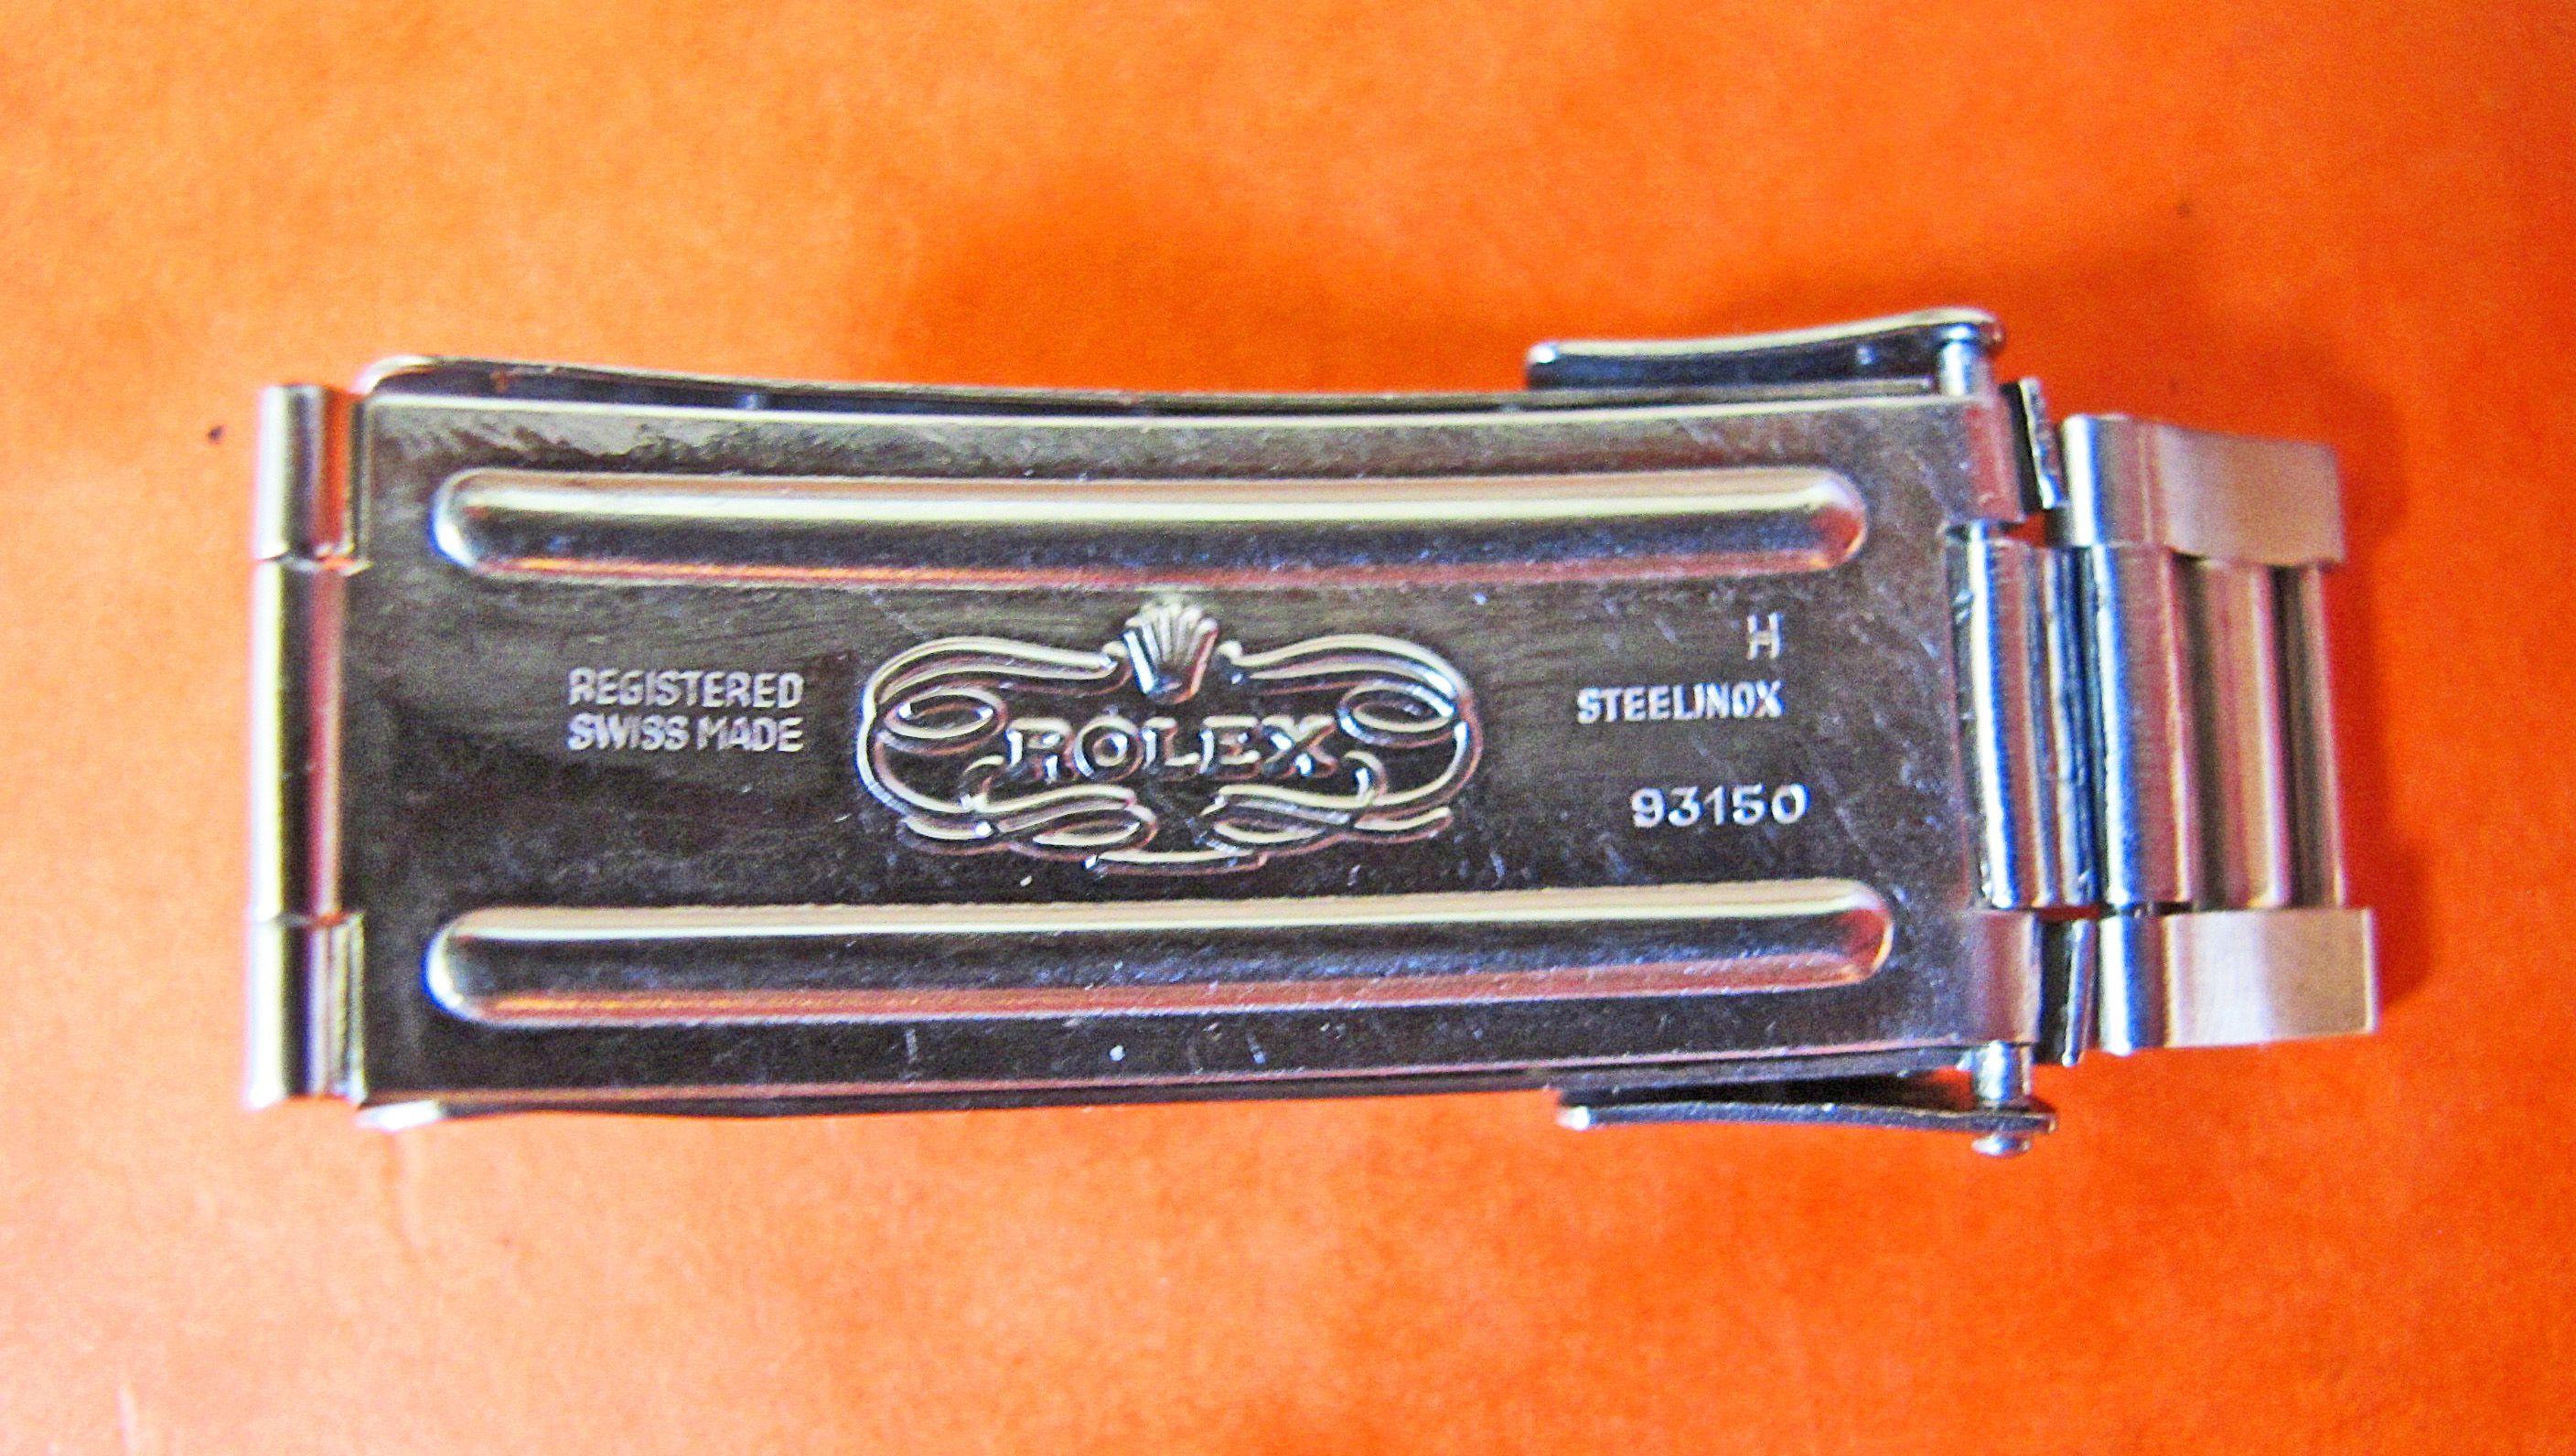 REGISTERED
SWISS MADE
ROLEX
H
STEELINOX
93150